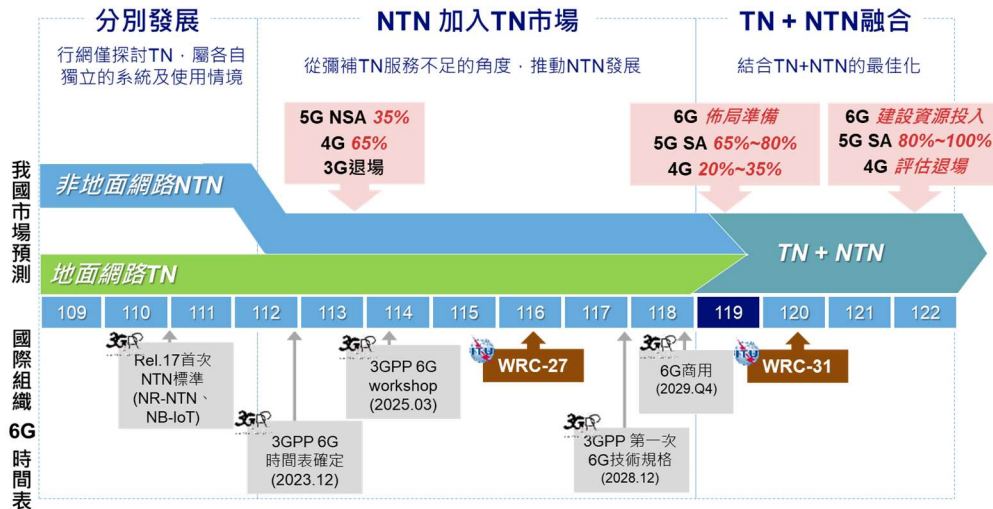 分別發展
行網僅探討TN，屬各自
獨立的系統及使用情境
NTN 加入TN市場
從彌補TN服務不足的角度，推動NTN發展
TN + NTN融合
結合TN+NTN的最佳化
5G NSA 35%
4G 65%
3G退場
6G 佈局準備
5G SA 65%~80%
4G 20%~35%
6G 建設資源投入
5G SA 80%~100%
4G 評估退場
我國市場預測
非地面網路NTN
地面網路TN
TN + NTN
109 110 111 112 113 114 115 116 117 118 119 120 121 122
國際組織
6G
時間表
3GPP
Rel.17首次
NTN標準
(NR-NTN、
NB-IoT)
3GPP
3GPP 6G
時間表確定
(2023.12)
3GPP
3GPP 6G
workshop
(2025.03)
ITU
WRC-27
3GPP
3GPP 第一次
6G技術規格
(2028.12)
3GPP
6G商用
(2029.Q4)
ITU
WRC-31